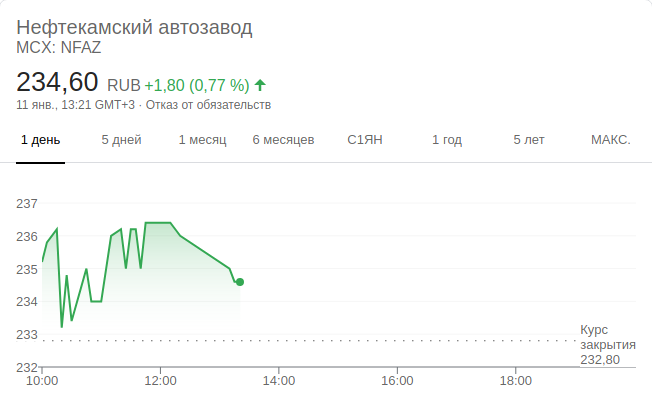 Нефтекамский автозавод
MCX: NFAZ
234,60 RUB +1,80 (0,77 %)
11 янв., 13:21 GMT+3 · Отказ от обязательств
1 день 5 дней 1 месяц 6 месяцев С1ЯН 1 год 5 лет МАКС.
237
236
235
234
233
232
Курс
закрытия
232,80
10:00 12:00 14:00 16:00 18:00